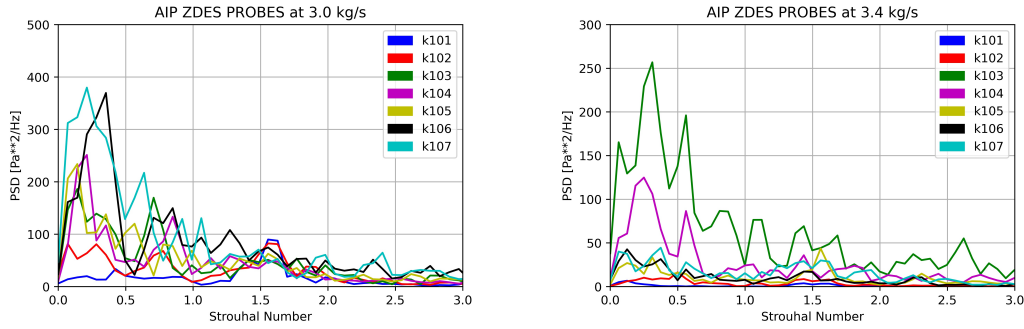 AIP ZDES PROBES at 3.0 kg/s
PSD [Pa**2/Hz]
500
400
300
200
100
0
0.0 0.5 1.0 1.5 2.0 2.5 3.0
Strouhal Number
k101
k102
k103
k104
k105
k106
k107
AIP ZDES PROBES at 3.4 kg/s
PSD [Pa**2/Hz]
300
250
200
150
100
50
0
0.0 0.5 1.0 1.5 2.0 2.5 3.0
Strouhal Number
k101
k102
k103
k104
k105
k106
k107